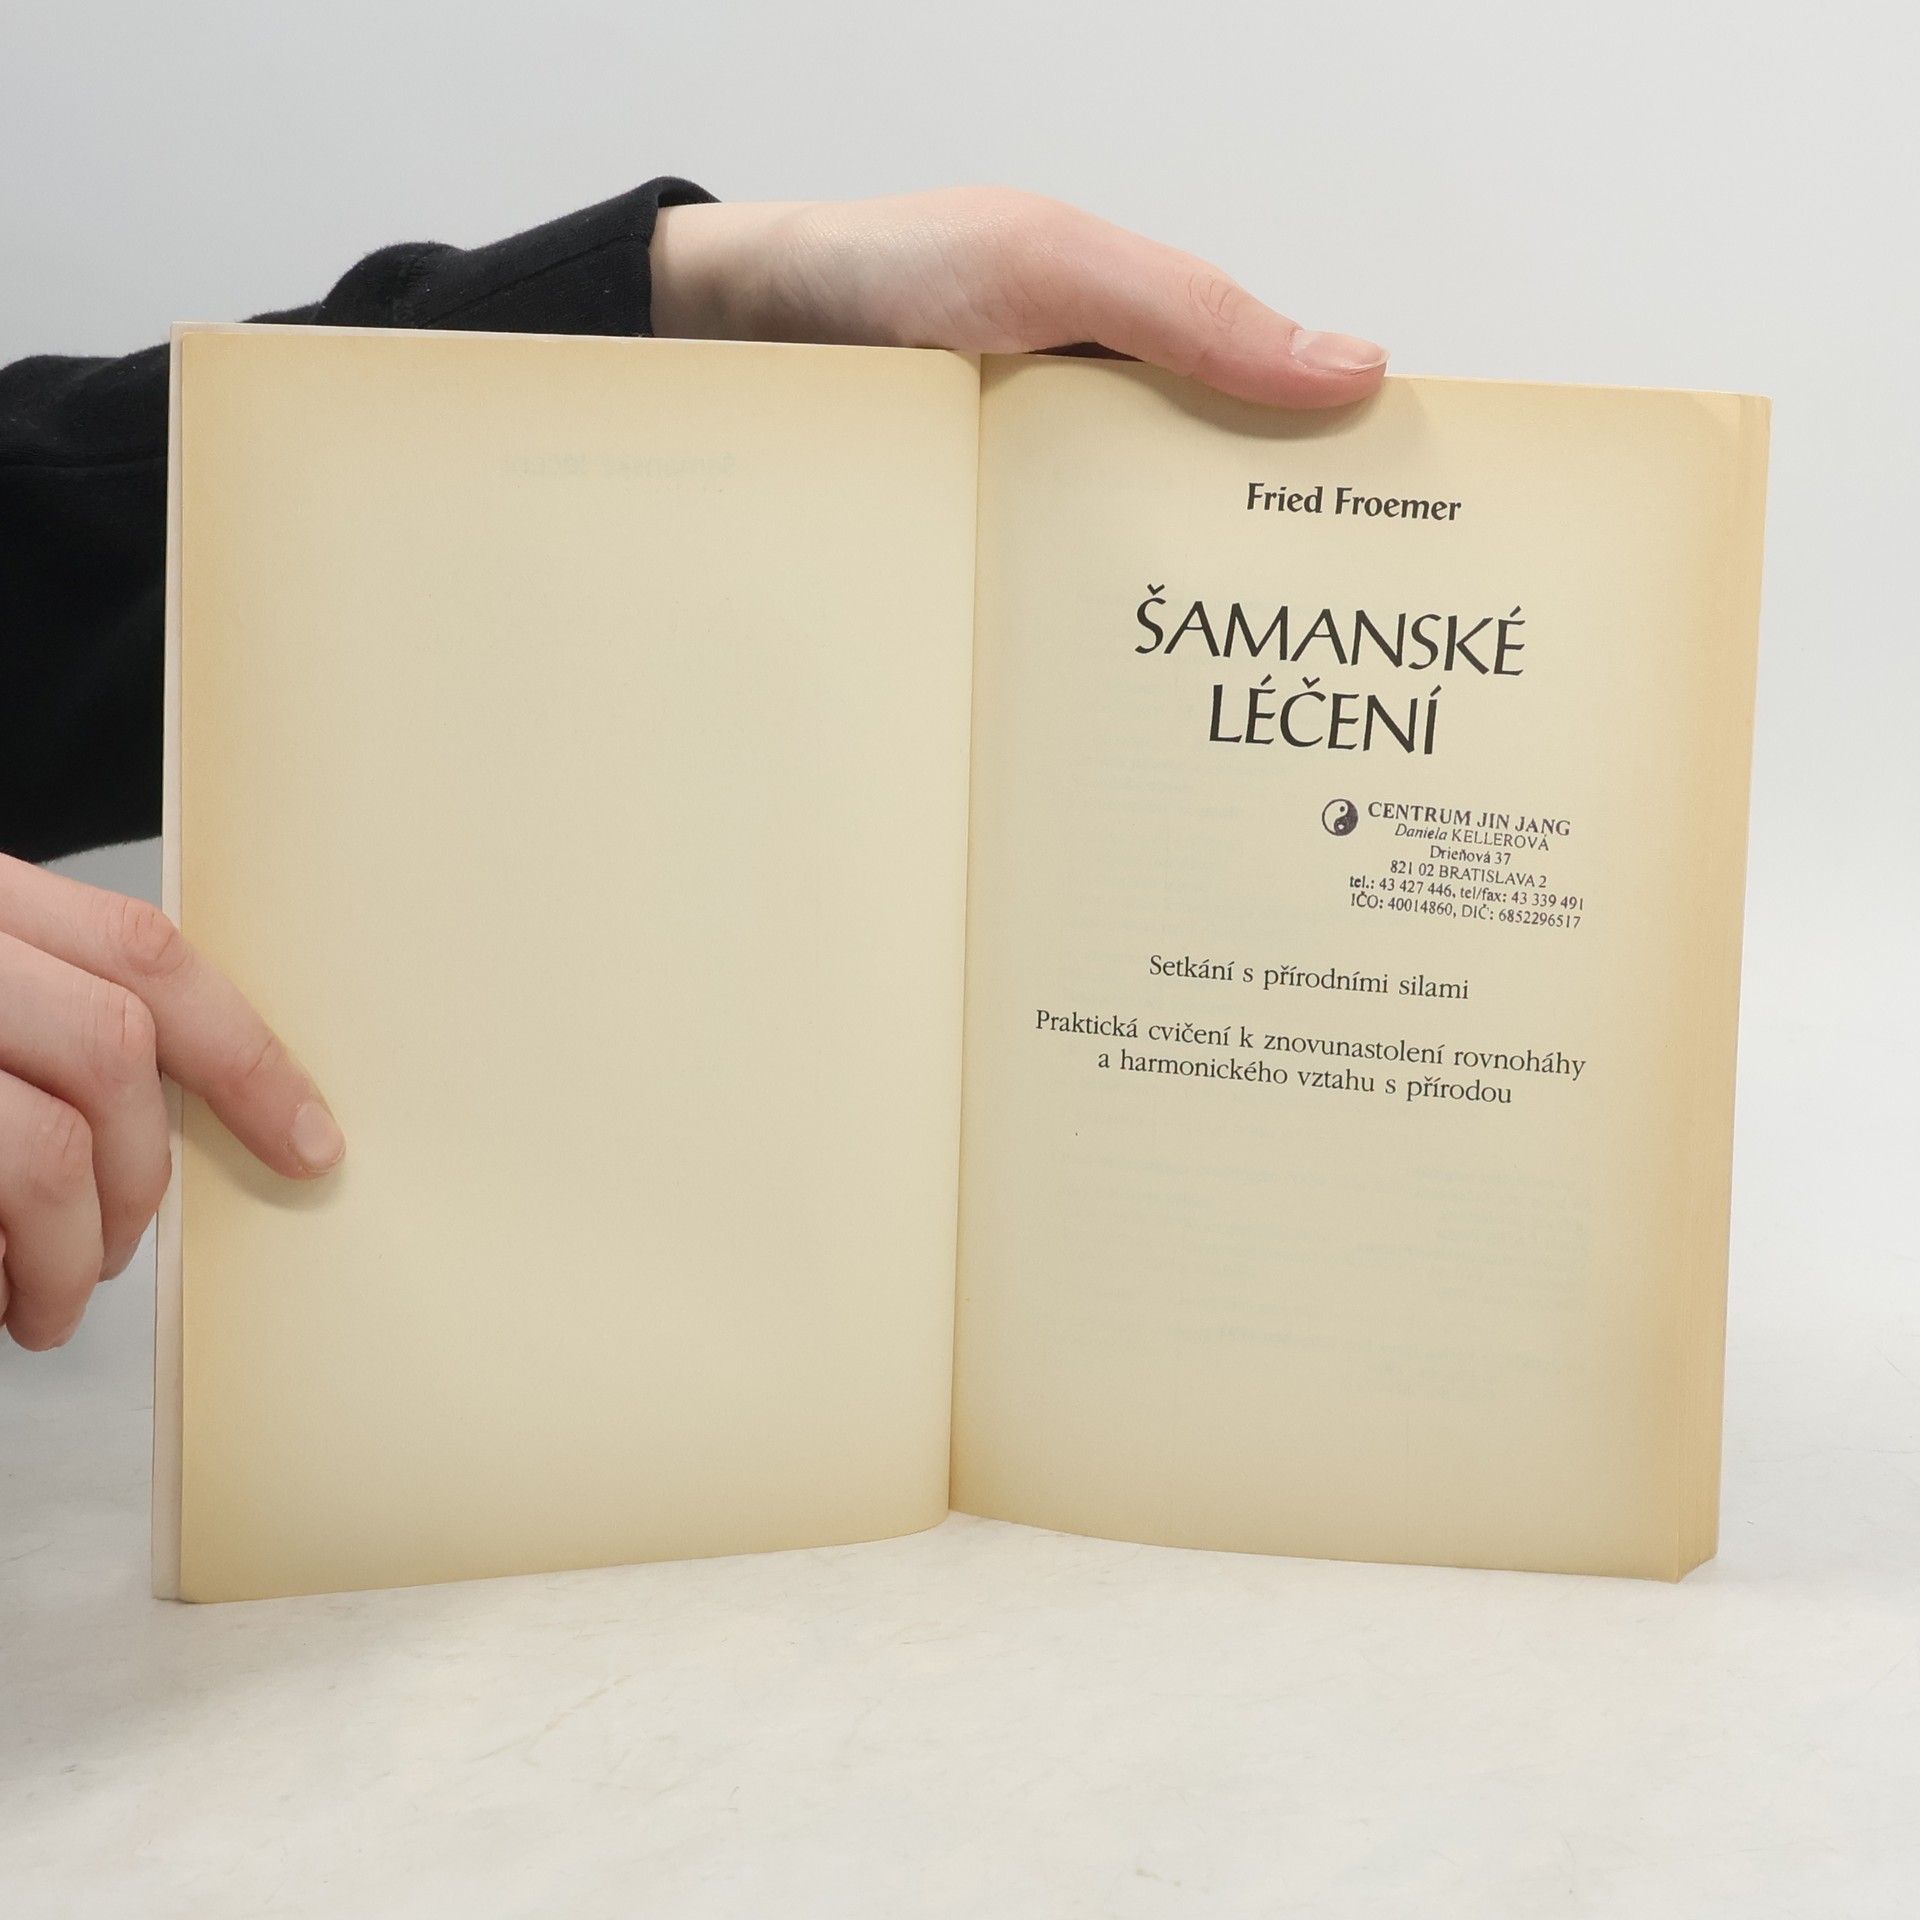 Fried Froemer
ŠAMANSKÉ
LÉČENÍ
CENTRUM JIN JANG
Daniela KELLEROVÁ
Drieňová 37
821 02 BRATISLAVA 2
tel.: 43 427 446, tel/fax: 43 339 491
IČO: 40014860, DIČ: 6852296517
Setkání s přírodními silami
Praktická cvičení k znovunastolení rovnoháhy
a harmonického vztahu s přírodou